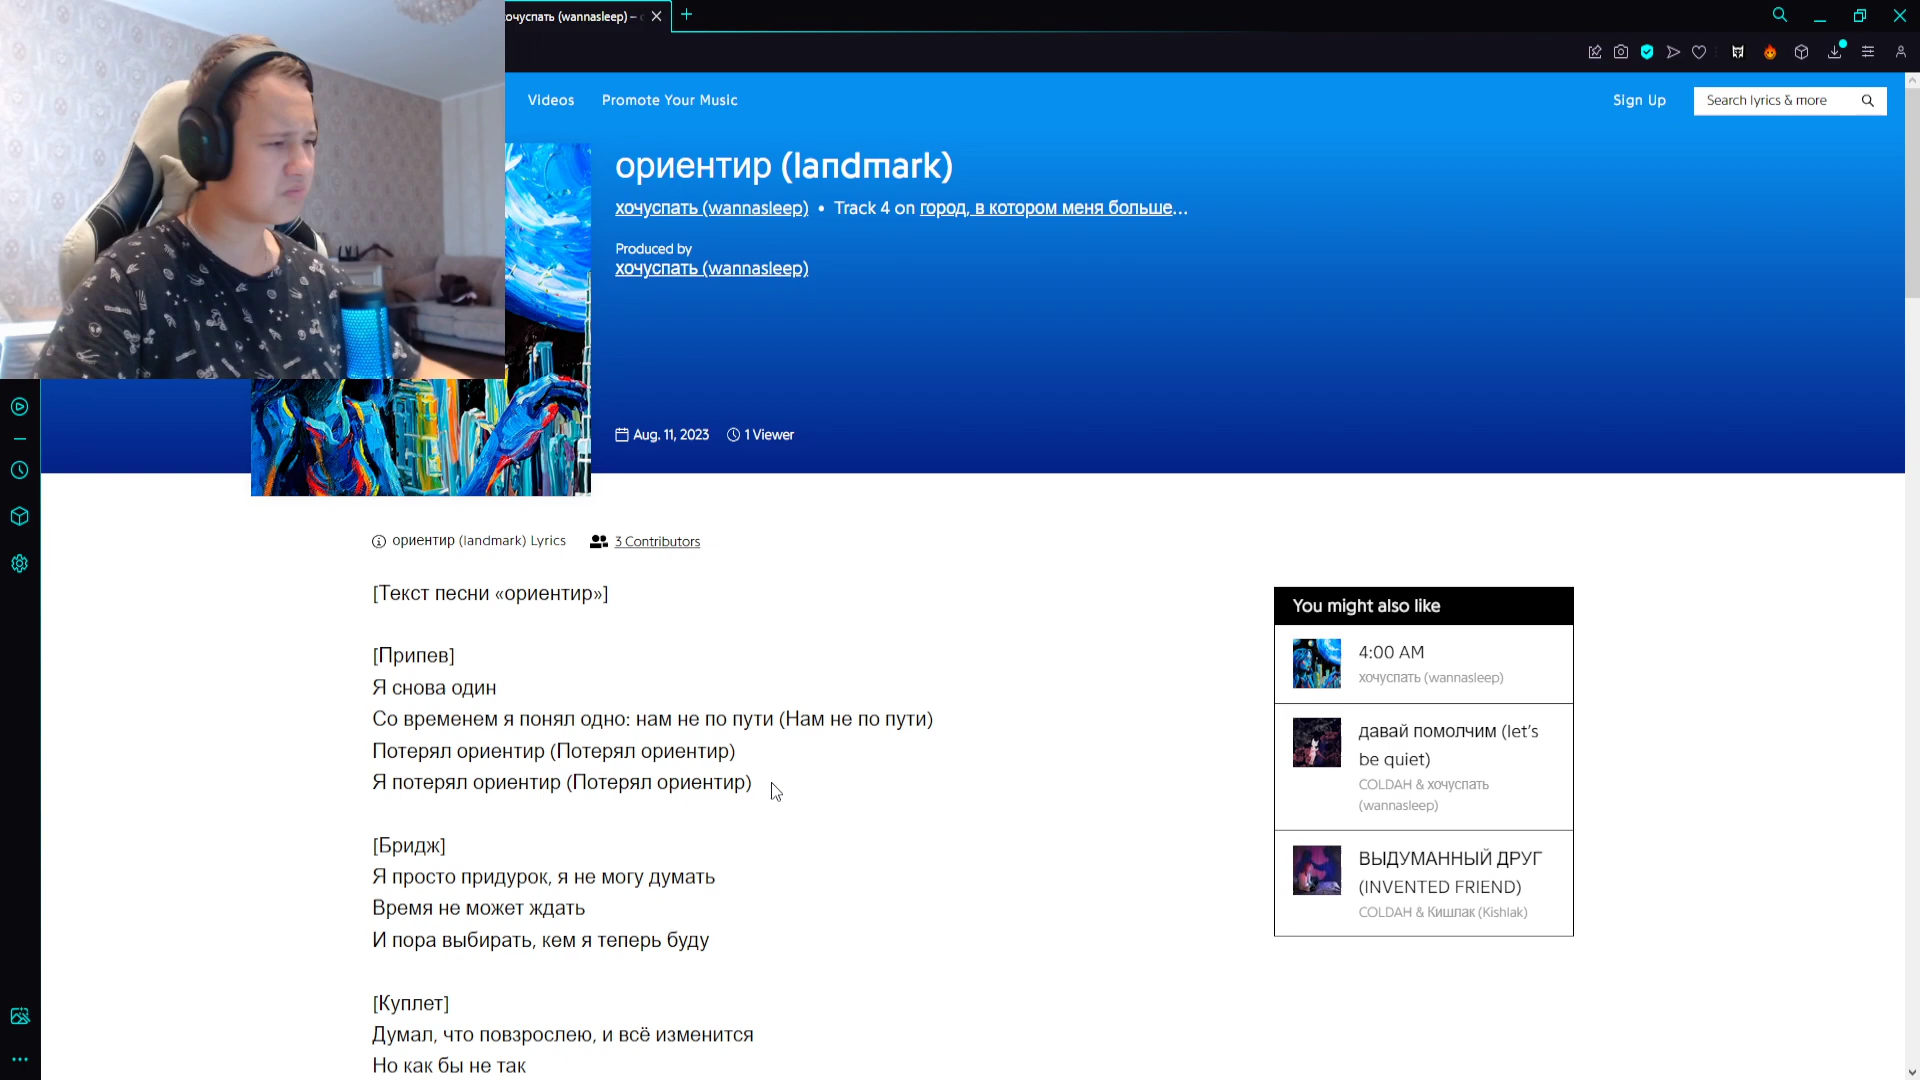 очуспать (wannasleep) –
Videos
Promote Your Music
Sign Up
Search lyrics & more
ориентир (landmark)
хочуспать (wannasleep) • Track 4 on город, в котором меня больше…
Produced by
хочуспать (wannasleep)
Aug. 11, 2023
1 Viewer
ориентир (landmark) Lyrics
3 Contributors
[Текст песни «ориентир»]
[Припев]
Я снова один
Со временем я понял одно: нам не по пути (Нам не по пути)
Потерял ориентир (Потерял ориентир)
Я потерял ориентир (Потерял ориентир)
[Бридж]
Я просто придурок, я не могу думать
Время не может ждать
И пора выбирать, кем я теперь буду
[Куплет]
Думал, что повзрослею, и всё изменится
Но как бы не так
You might also like
4:00 AM
хочуспать (wannasleep)
давай помолчим (let's
be quiet)
COLDAH & хочуспать
(wannasleep)
ВЫДУМАННЫЙ ДРУГ
(INVENTED FRIEND)
COLDAH & Кишлак (Kishlak)